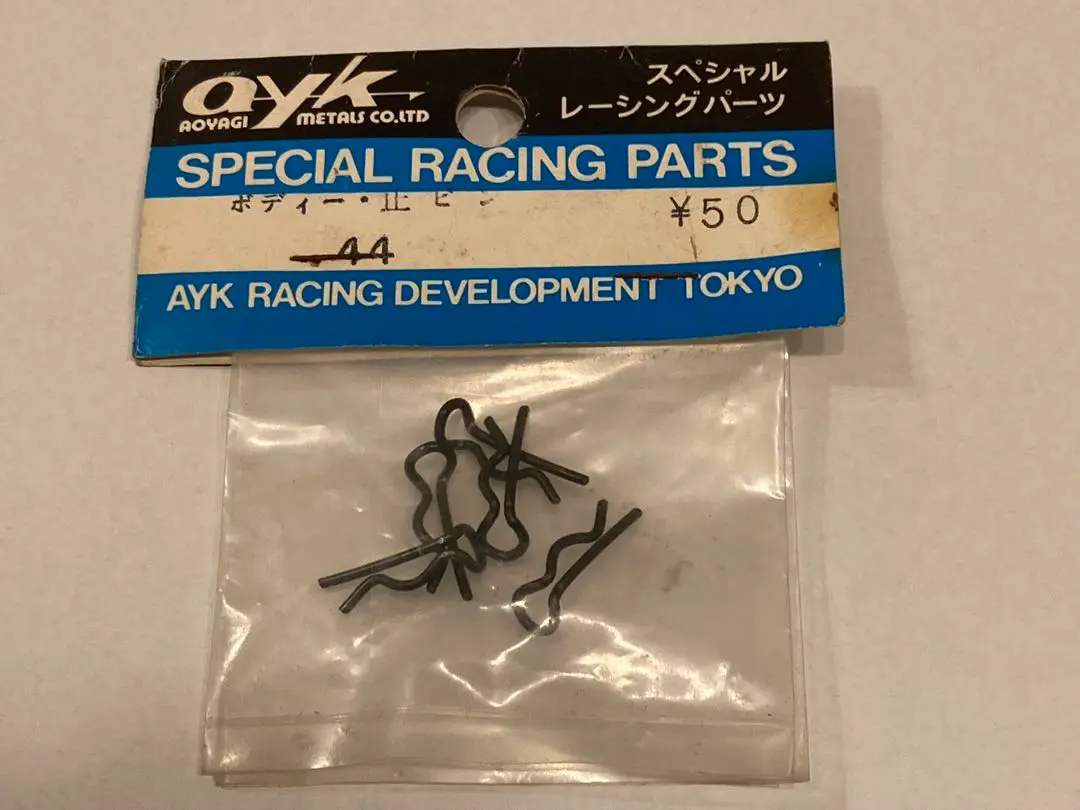 ayk
AOYAGI METALS CO.LTD
スペシャル
レーシングパーツ
SPECIAL RACING PARTS
ボディー・止ピン
¥50
44
AYK RACING DEVELOPMENT TOKYO